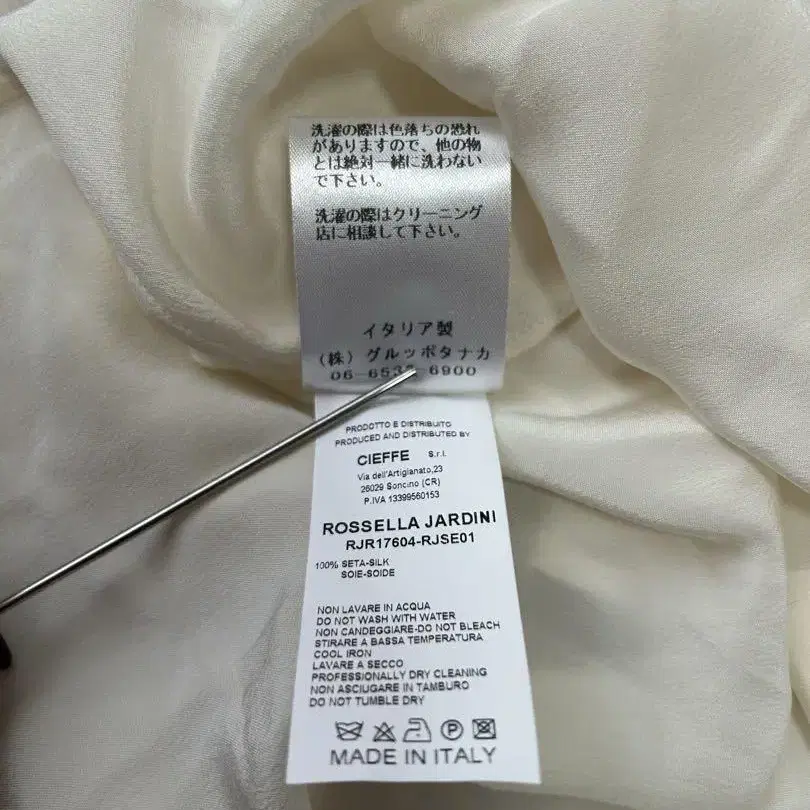 洗濯の際は色落ちの恐れ
がありますので、他の物
とは絶対一緒に洗わない
で下さい。
洗濯の際はクリーニング
店に相談して下さい。
イタリア製
（株）グルッポタナカ
06-653 6900
PRODOTTO E DISTRIBUITO
PRODUCED AND DISTRIBUTED BY
CIEFFE S.r.l.
Via dell'Artigianato,23
26029 Soncino (CR)
P.IVA 13399560153
ROSSELLA JARDINI
RJR17604-RJSE01
100% SETA-SILK
SOIE-SOIDE
NON LAVARE IN ACQUA
DO NOT WASH WITH WATER
NON CANDEGGIARE-DO NOT BLEACH
STIRARE A BASSA TEMPERATURA
COOL IRON
LAVARE A SECCO
PROFESSIONALLY DRY CLEANING
NON ASCIUGARE IN TAMBURO
DO NOT TUMBLE DRY
P
MADE IN ITALY